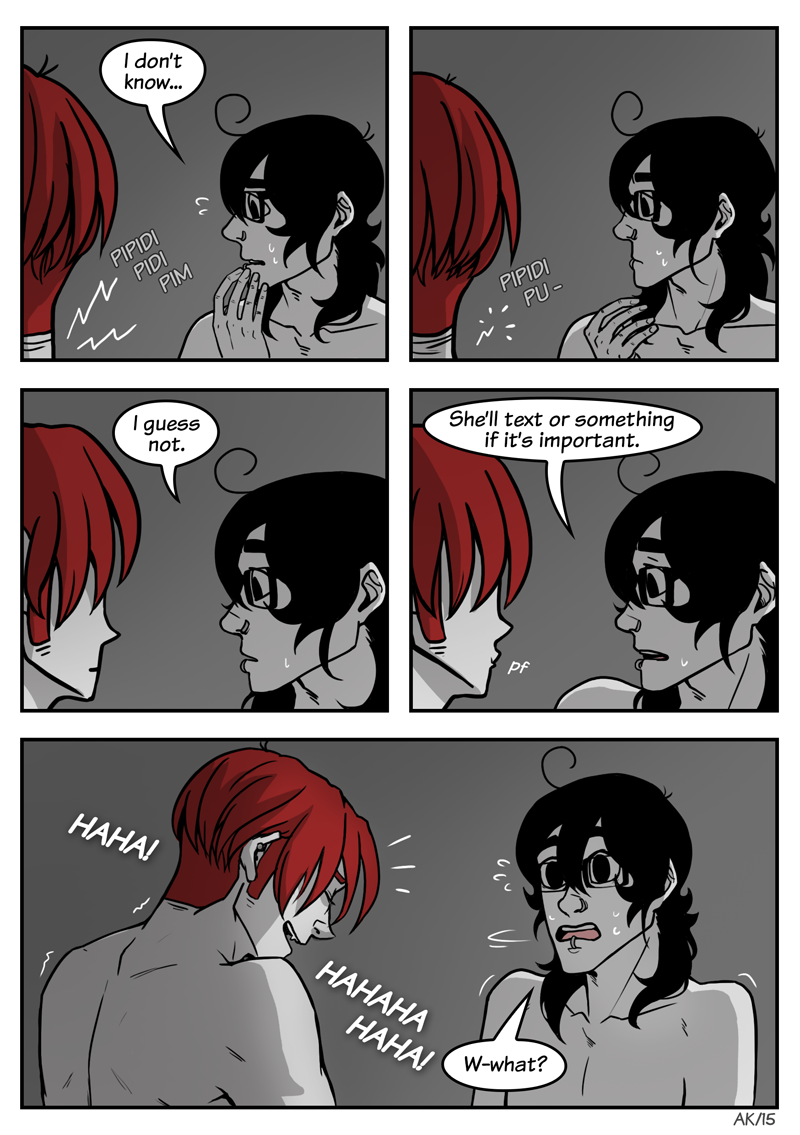 I don't
know...
PIPIDI
PIDI
PIM
PIPIDI
PU-
I guess
not.
She'll text or something
if it's important.
pf
HAHA!
HAHAHA
HAHA!
W-what?
AK/15